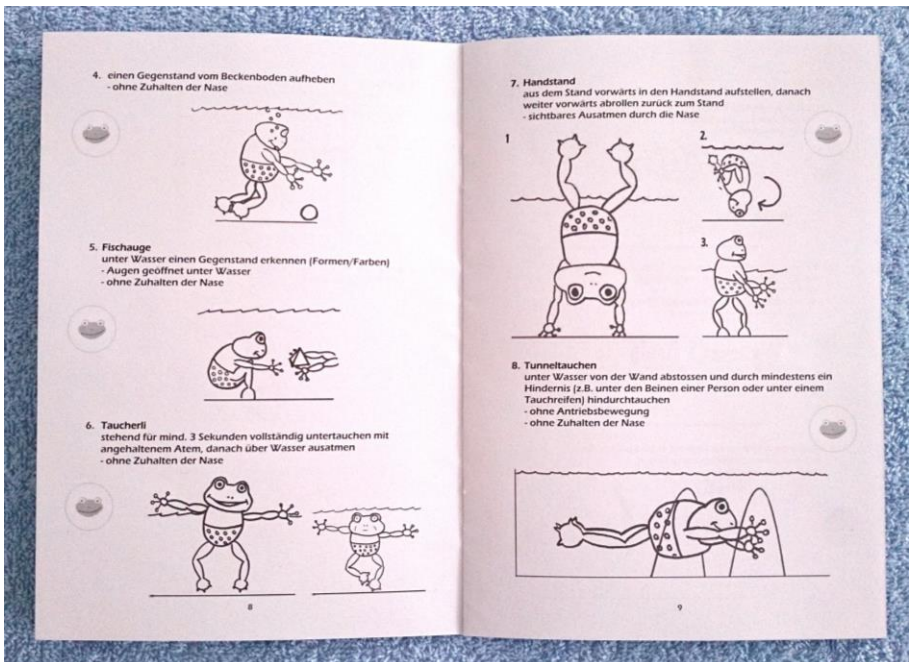 4. einen Gegenstand vom Beckenboden aufheben
- ohne Zuhalten der Nase
5. Fischauge
unter Wasser einen Gegenstand erkennen (Formen/Farben)
- Augen geöffnet unter Wasser
- ohne Zuhalten der Nase
6. Taucherli
stehend für mind. 3 Sekunden vollständig untertauchen mit
angehaltenem Atem, danach über Wasser ausatmen
- ohne Zuhalten der Nase
8
7. Handstand
aus dem Stand vorwärts in den Handstand aufstellen, danach
weiter vorwärts abrollen zurück zum Stand
- sichtbares Ausatmen durch die Nase
1
2.
3.
8. Tunneltauchen
unter Wasser von der Wand abstossen und durch mindestens ein
Hindernis (z.B. unter den Beinen einer Person oder unter einem
Tauchreifen) hindurchtauchen
- ohne Antriebsbewegung
- ohne Zuhalten der Nase
9